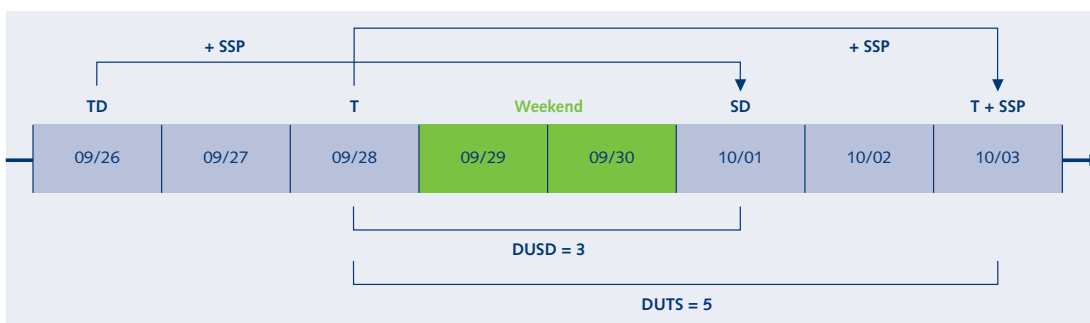 + SSP + SSP
TD T Weekend SD T + SSP
09/26 09/27 09/28 09/29 09/30 10/01 10/02 10/03
DUSD = 3
DUTS = 5